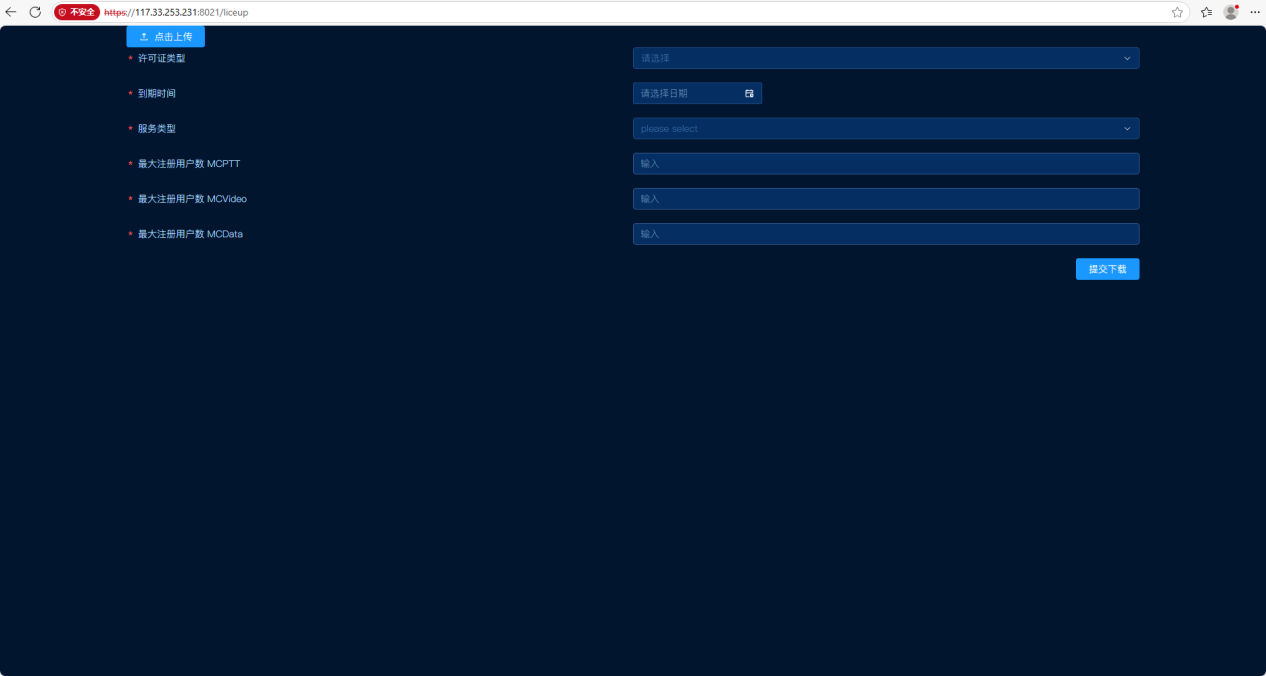 不安全 https://117.33.253.231:8021/liceup
点击上传
* 许可证类型 请选择
* 到期时间 请选择日期
* 服务类型 please select
* 最大注册用户数 MCPTT 输入
* 最大注册用户数 MCVideo 输入
* 最大注册用户数 MCData 输入
提交下载